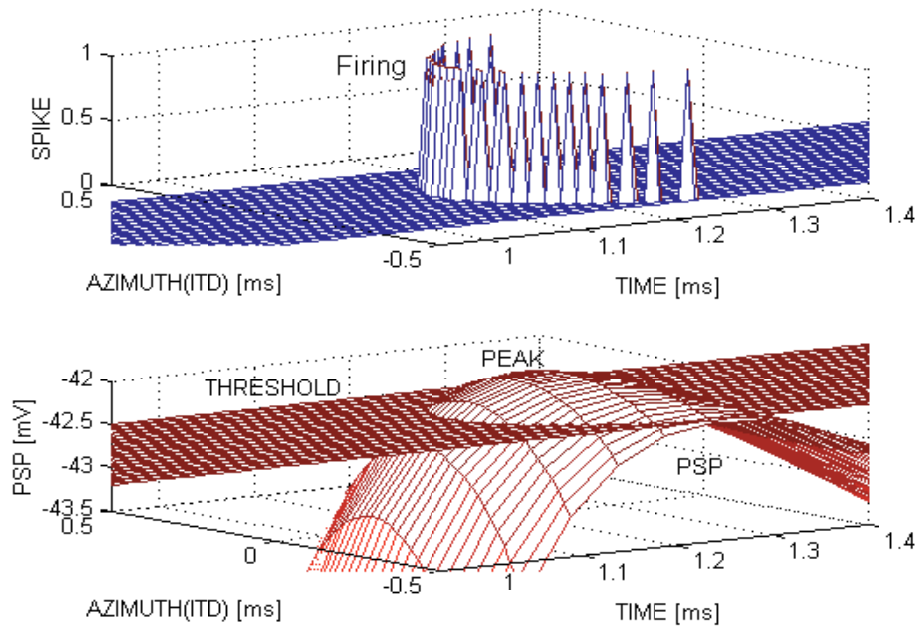 1
Firing
0.5
SPIKE
0
0.5
-0.5
1
1.1
1.2
1.3
1.4
AZIMUTH(ITD) [ms]
TIME [ms]
PEAK
-42
THRESHOLD
-42.5
PSP [mV]
-43
PSP
-43.5
0.5
0
-0.5
1
1.1
1.2
1.3
1.4
AZIMUTH(ITD) [ms]
TIME [ms]